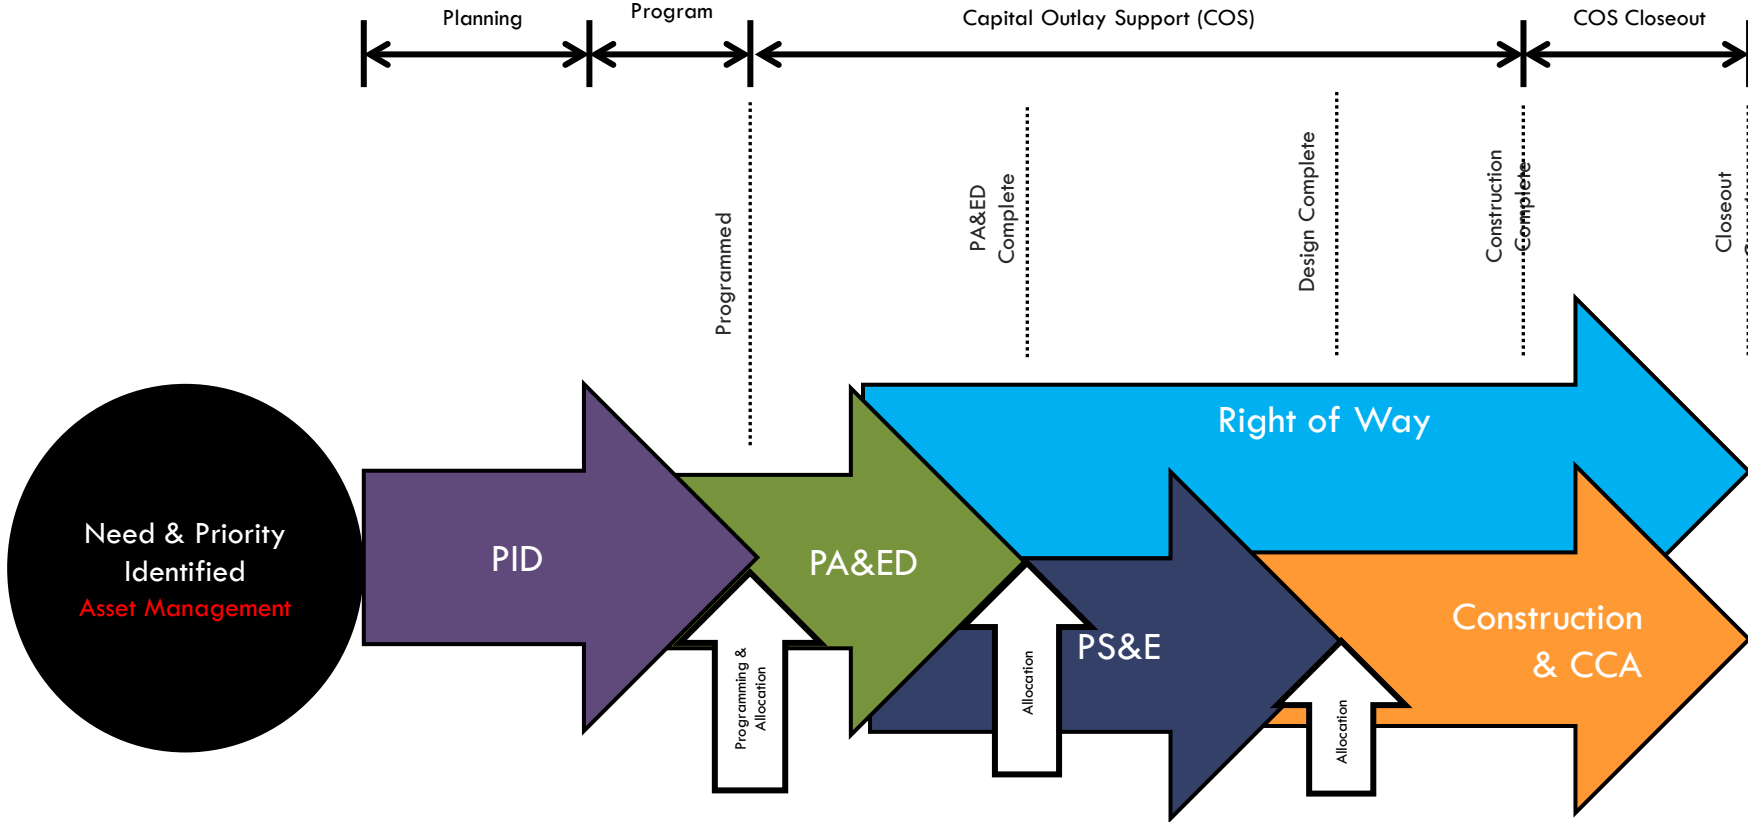 Planning
Program
Capital Outlay Support (COS)
COS Closeout
Programmed
PA&ED
Complete
Design Complete
Construction
Complete
Closeout
Right of Way
Need & Priority
Identified
Asset Management
PID
PA&ED
PS&E
Construction
& CCA
Programming &
Allocation
Allocation
Allocation